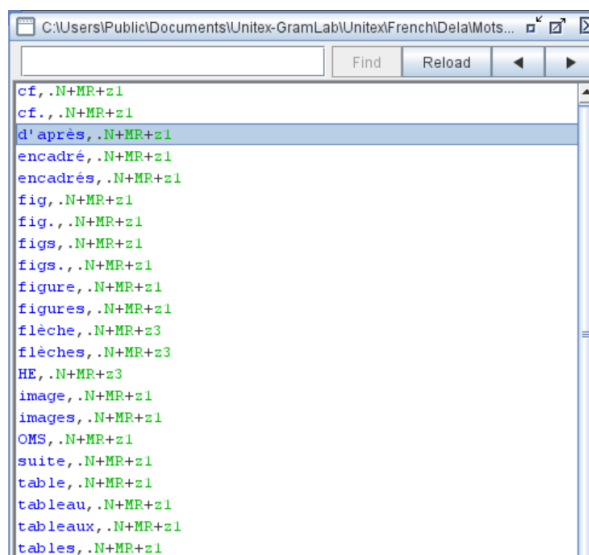 C:\Users\Public\Documents\Unitex-GramLab\Unitex\French\Dela\Mots...
Find Reload
cf,.N+MR+z1
cf.,.N+MR+z1
d'après,.N+MR+z1
encadré,.N+MR+z1
encadrés,.N+MR+z1
fig,.N+MR+z1
fig.,.N+MR+z1
figs,.N+MR+z1
figs.,.N+MR+z1
figure,.N+MR+z1
figures,.N+MR+z1
flèche,.N+MR+z3
flèches,.N+MR+z3
HE,.N+MR+z3
image,.N+MR+z1
images,.N+MR+z1
OMS,.N+MR+z1
suite,.N+MR+z1
table,.N+MR+z1
tableau,.N+MR+z1
tableaux,.N+MR+z1
tables,.N+MR+z1